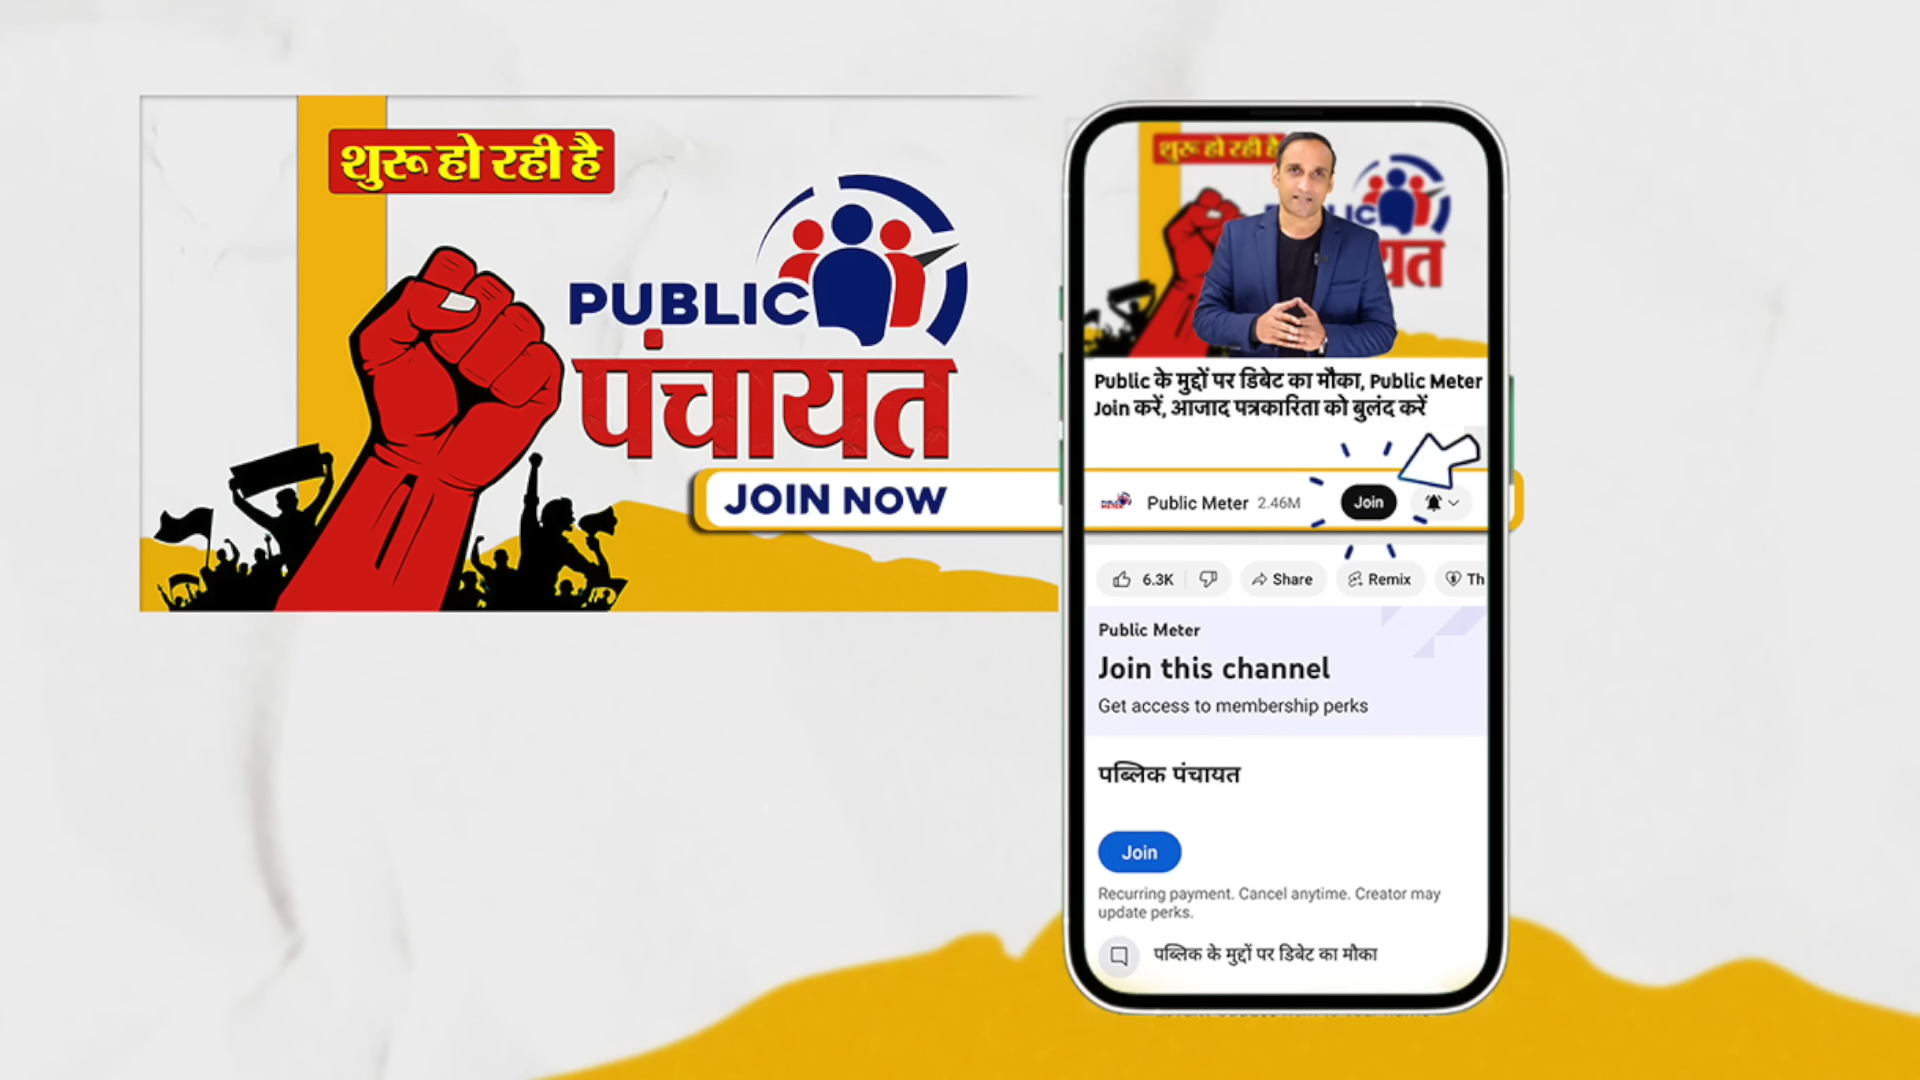 शुरू हो रही है
PUBLIC
पंचायत
JOIN NOW
शुरू हो रही है
Public के मुद्दों पर डिबेट का मौका, Public Meter
Join करें, आजाद पत्रकारिता को बुलंद करें
Public Meter 2.46M Join
6.3K Share Remix Th
Public Meter
Join this channel
Get access to membership perks
पब्लिक पंचायत
Join
Recurring payment. Cancel anytime. Creator may
update perks.
पब्लिक के मुद्दों पर डिबेट का मौका